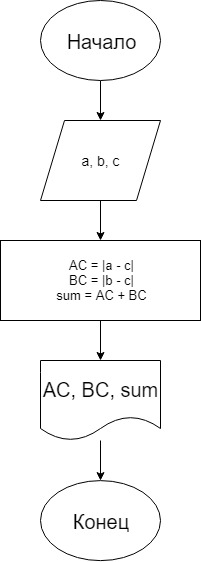 Начало
a, b, c
AC = |a - c|
BC = |b - c|
sum = AC + BC
AC, BC, sum
Конец